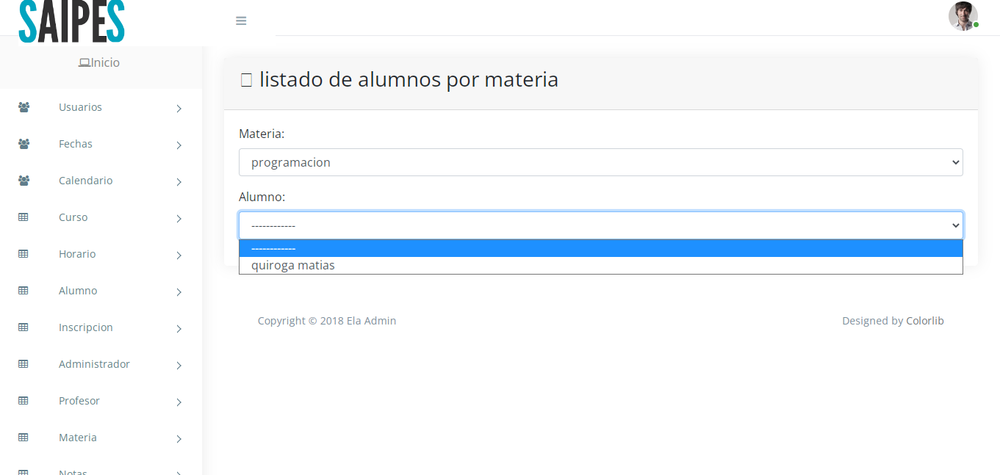 SAIPES
Inicio
Usuarios
Fechas
Calendario
Curso
Horario
Alumno
Inscripcion
Administrador
Profesor
Materia
Notas
listado de alumnos por materia
Materia:
programacion
Alumno:
------------
------------
quiroga matias
Copyright © 2018 Ela Admin
Designed by Colorlib